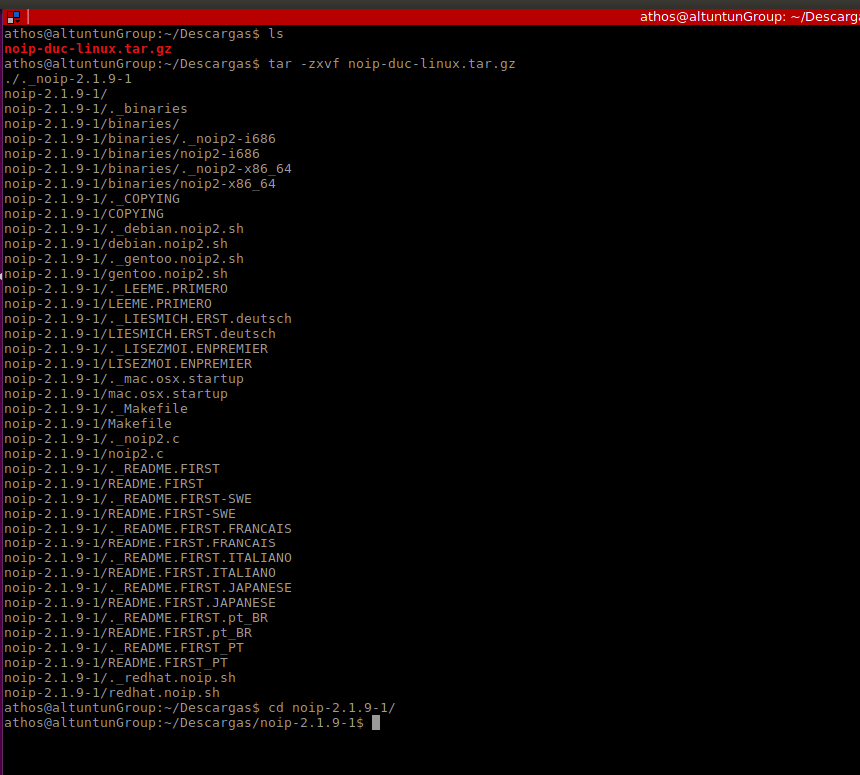 athos@altuntunGroup: ~/Descarga
athos@altuntunGroup:~/Descargas$ ls
noip-duc-linux.tar.gz
athos@altuntunGroup:~/Descargas$ tar -zxvf noip-duc-linux.tar.gz
./._noip-2.1.9-1
noip-2.1.9-1/
noip-2.1.9-1/._binaries
noip-2.1.9-1/binaries/
noip-2.1.9-1/binaries/._noip2-i686
noip-2.1.9-1/binaries/noip2-i686
noip-2.1.9-1/binaries/._noip2-x86_64
noip-2.1.9-1/binaries/noip2-x86_64
noip-2.1.9-1/._COPYING
noip-2.1.9-1/COPYING
noip-2.1.9-1/._debian.noip2.sh
noip-2.1.9-1/debian.noip2.sh
noip-2.1.9-1/._gentoo.noip2.sh
noip-2.1.9-1/gentoo.noip2.sh
noip-2.1.9-1/._LEEME.PRIMERO
noip-2.1.9-1/LEEME.PRIMERO
noip-2.1.9-1/._LIESMICH.ERST.deutsch
noip-2.1.9-1/LIESMICH.ERST.deutsch
noip-2.1.9-1/._LISEZMOI.ENPREMIER
noip-2.1.9-1/LISEZMOI.ENPREMIER
noip-2.1.9-1/._mac.osx.startup
noip-2.1.9-1/mac.osx.startup
noip-2.1.9-1/._Makefile
noip-2.1.9-1/Makefile
noip-2.1.9-1/._noip2.c
noip-2.1.9-1/noip2.c
noip-2.1.9-1/._README.FIRST
noip-2.1.9-1/README.FIRST
noip-2.1.9-1/._README.FIRST-SWE
noip-2.1.9-1/README.FIRST-SWE
noip-2.1.9-1/._README.FIRST.FRANCAIS
noip-2.1.9-1/README.FIRST.FRANCAIS
noip-2.1.9-1/._README.FIRST.ITALIANO
noip-2.1.9-1/README.FIRST.ITALIANO
noip-2.1.9-1/._README.FIRST.JAPANESE
noip-2.1.9-1/README.FIRST.JAPANESE
noip-2.1.9-1/._README.FIRST.pt_BR
noip-2.1.9-1/README.FIRST.pt_BR
noip-2.1.9-1/._README.FIRST_PT
noip-2.1.9-1/README.FIRST_PT
noip-2.1.9-1/._redhat.noip.sh
noip-2.1.9-1/redhat.noip.sh
athos@altuntunGroup:~/Descargas$ cd noip-2.1.9-1/
athos@altuntunGroup:~/Descargas/noip-2.1.9-1$